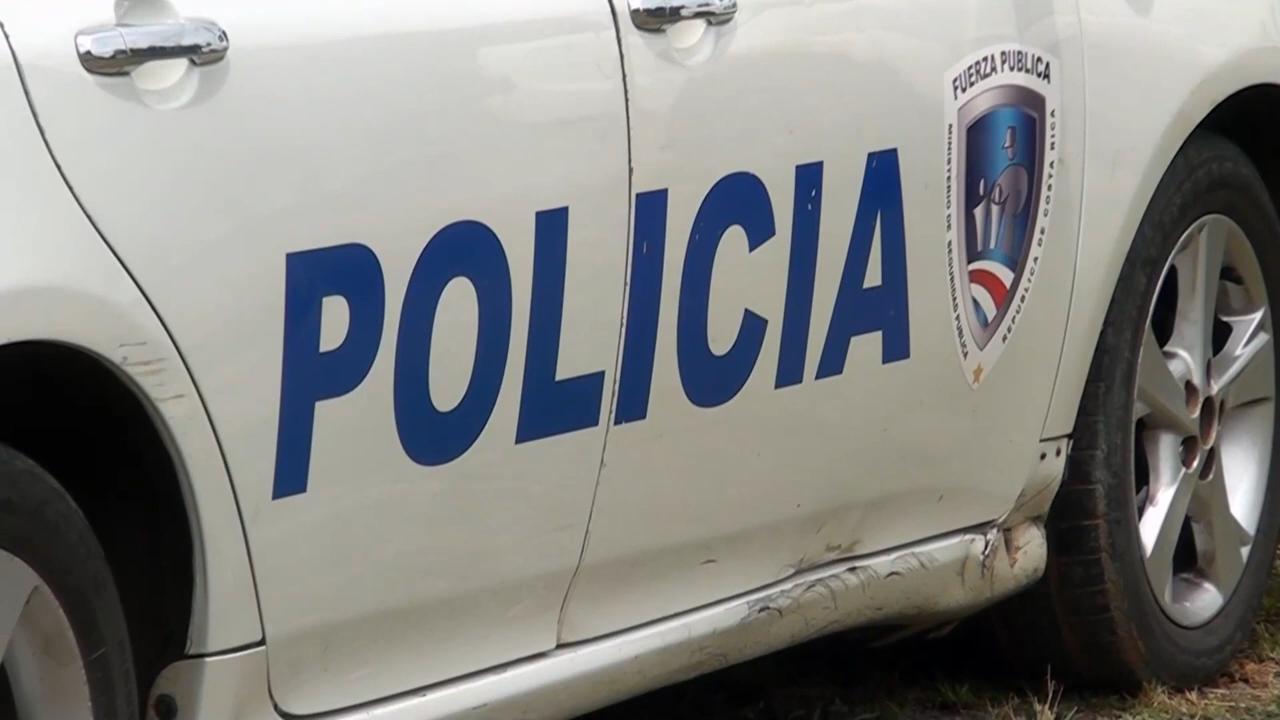 POLICIA
FUERZA PUBLICA
MINISTERIO DE SEGURIDAD PUBLICA
REPUBLICA DE COSTA RICA